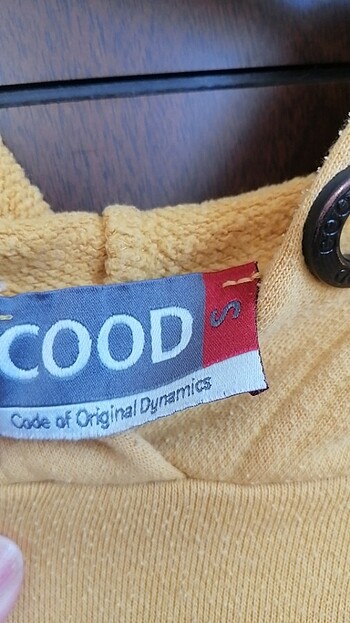 COOD
S
Code of Original Dynamics